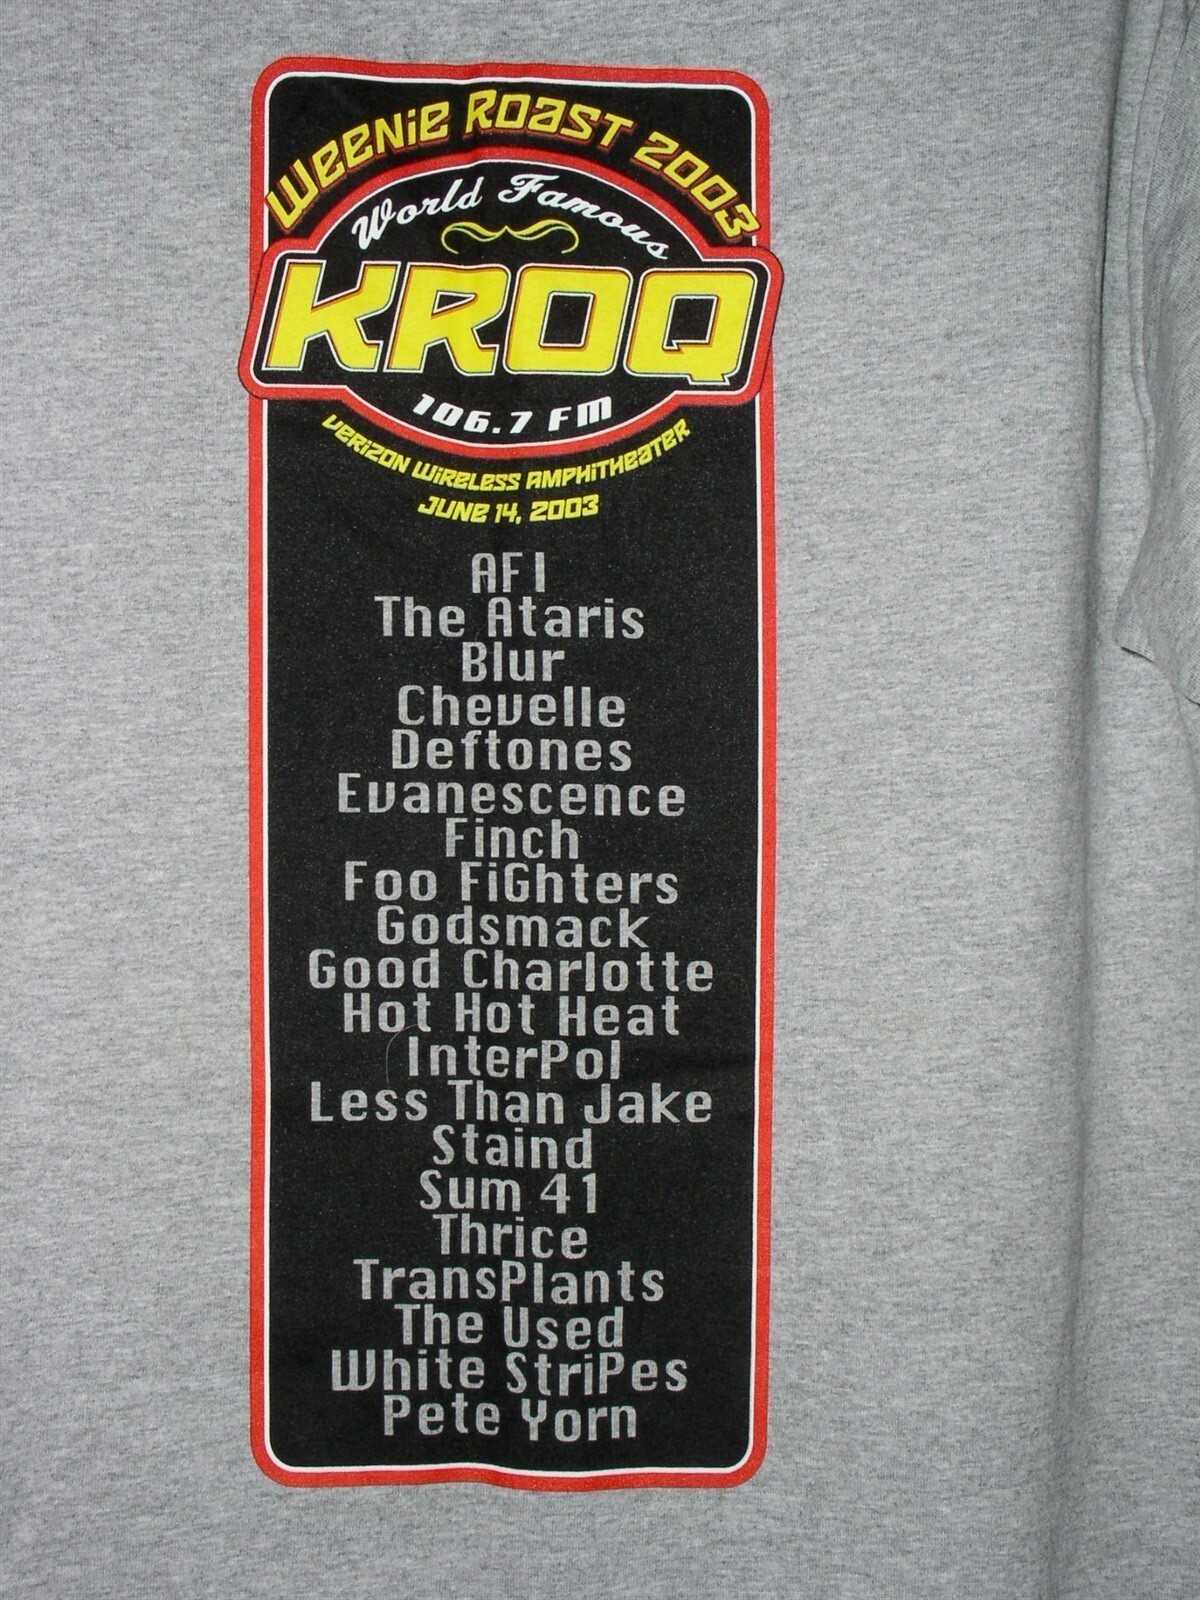 WEENIE ROAST 2003
World Famous
KROQ
106.7 FM
VERIZON WIRELESS AMPHITHEATER
JUNE 14, 2003
AFI
The Ataris
Blur
Chevelle
Deftones
Evanescence
Finch
Foo FiGhters
Godsmack
Good Charlotte
Hot Hot Heat
InterPol
Less Than Jake
Staind
Sum 41
Thrice
TransPlants
The Used
White StriPes
Pete Yorn